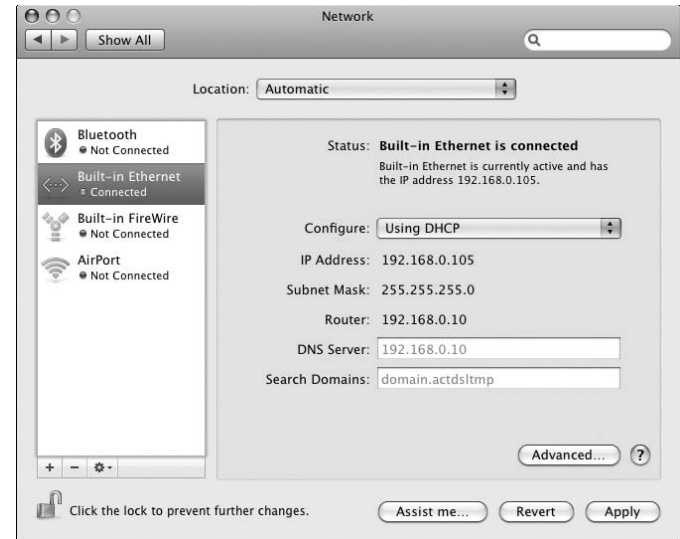 Network
Show All
Location: Automatic
Bluetooth
Not Connected
Built-in Ethernet
Connected
Built-in FireWire
Not Connected
AirPort
Not Connected
Status: Built-in Ethernet is connected
Built-in Ethernet is currently active and has
the IP address 192.168.0.105.
Configure: Using DHCP
IP Address: 192.168.0.105
Subnet Mask: 255.255.255.0
Router: 192.168.0.10
DNS Server: 192.168.0.10
Search Domains: domain.actdsltmp
Advanced... ?
Click the lock to prevent further changes.
Assist me... Revert Apply